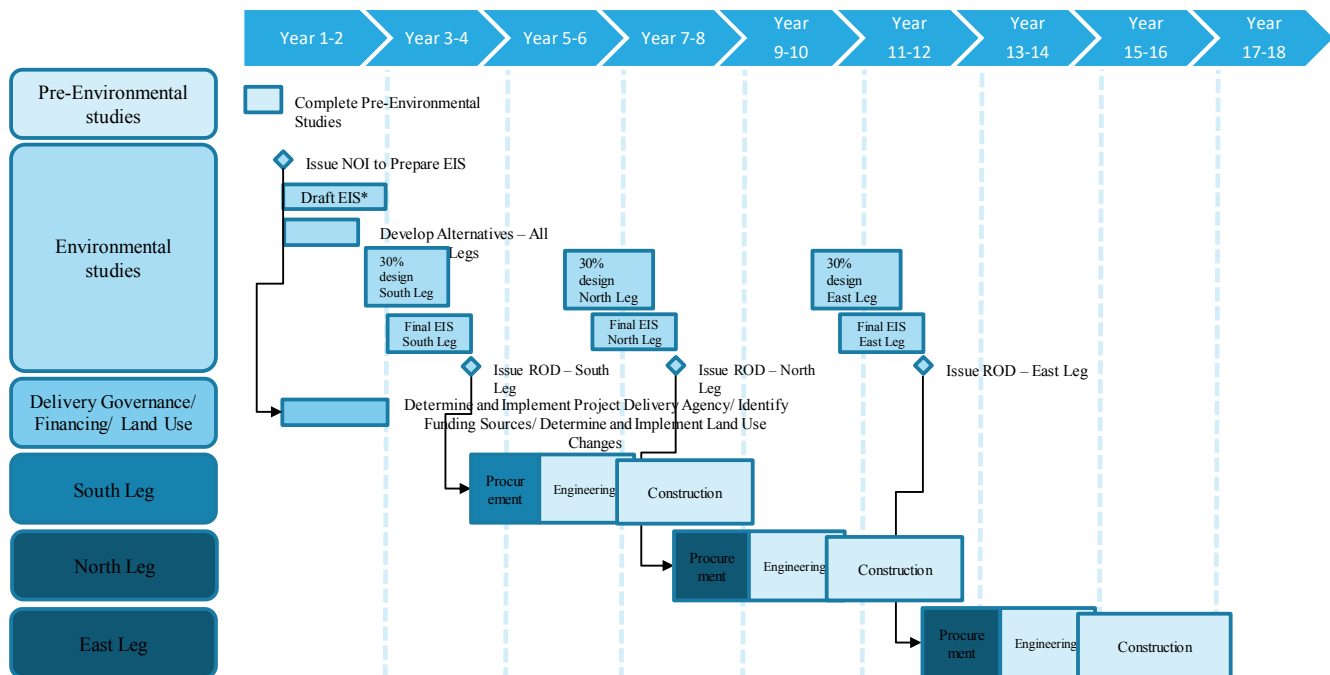 Year 1-2
Year 3-4
Year 5-6
Year 7-8
Year
9-10
Year
11-12
Year
13-14
Year
15-16
Year
17-18
Pre-Environmental
studies
Complete Pre-Environmental
Studies
Environmental
studies
Issue NOI to Prepare EIS
Draft EIS*
Develop Alternatives – All
Legs
30%
design
South Leg
30%
design
North Leg
30%
design
East Leg
Final EIS
South Leg
Final EIS
North Leg
Final EIS
East Leg
Issue ROD – South
Leg
Issue ROD – North
Leg
Issue ROD – East Leg
Delivery Governance/
Financing/ Land Use
Determine and Implement Project Delivery Agency/ Identify
Funding Sources/ Determine and Implement Land Use
Changes
South Leg
Procur
ement
Engineering
Construction
North Leg
Procure
ment
Engineering
Construction
East Leg
Procure
ment
Engineering
Construction